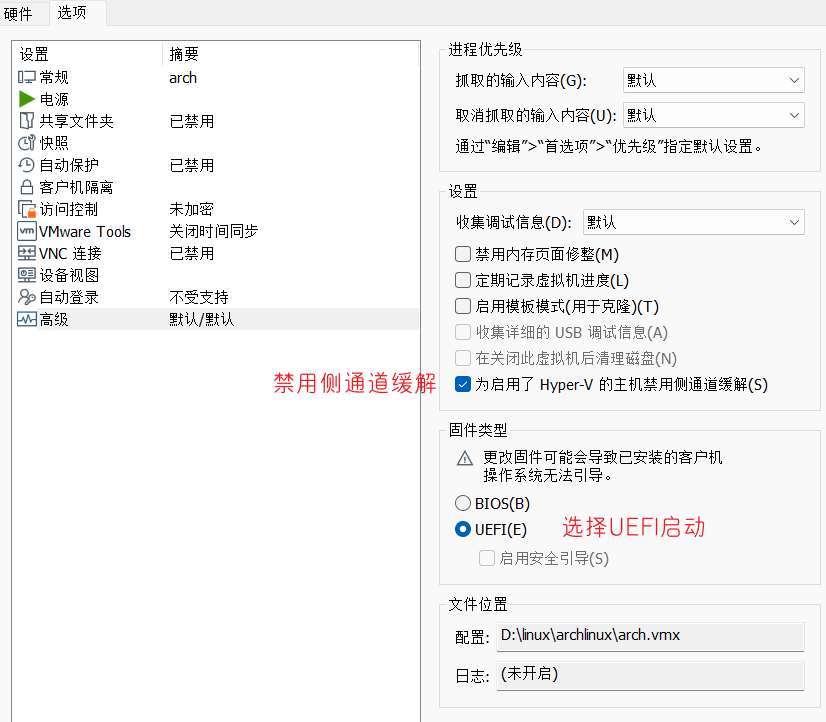 硬件 选项
设置 摘要
常规 arch
电源
共享文件夹 已禁用
快照
自动保护 已禁用
客户机隔离
访问控制 未加密
VMware Tools 关闭时间同步
VNC 连接 已禁用
设备视图
自动登录 不受支持
高级 默认/默认
禁用侧通道缓解
进程优先级
抓取的输入内容(G): 默认
取消抓取的输入内容(U): 默认
通过“编辑”>“首选项”>“优先级”指定默认设置。
设置
收集调试信息(D): 默认
禁用内存页面修整(M)
定期记录虚拟机进度(L)
启用模板模式(用于克隆)(T)
收集详细的 USB 调试信息(A)
在关闭此虚拟机后清理磁盘(N)
为启用了 Hyper-V 的主机禁用侧通道缓解(S)
固件类型
更改固件可能会导致已安装的客户机
操作系统无法引导。
BIOS(B)
UEFI(E) 选择UEFI启动
启用安全引导(S)
文件位置
配置: D:\linux\archlinux\arch.vmx
日志: (未开启)